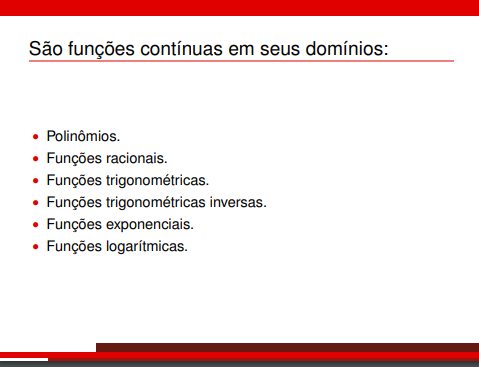 São funções contínuas em seus domínios:
Polinômios.
Funções racionais.
Funções trigonométricas.
Funções trigonométricas inversas.
Funções exponenciais.
Funções logarítmicas.